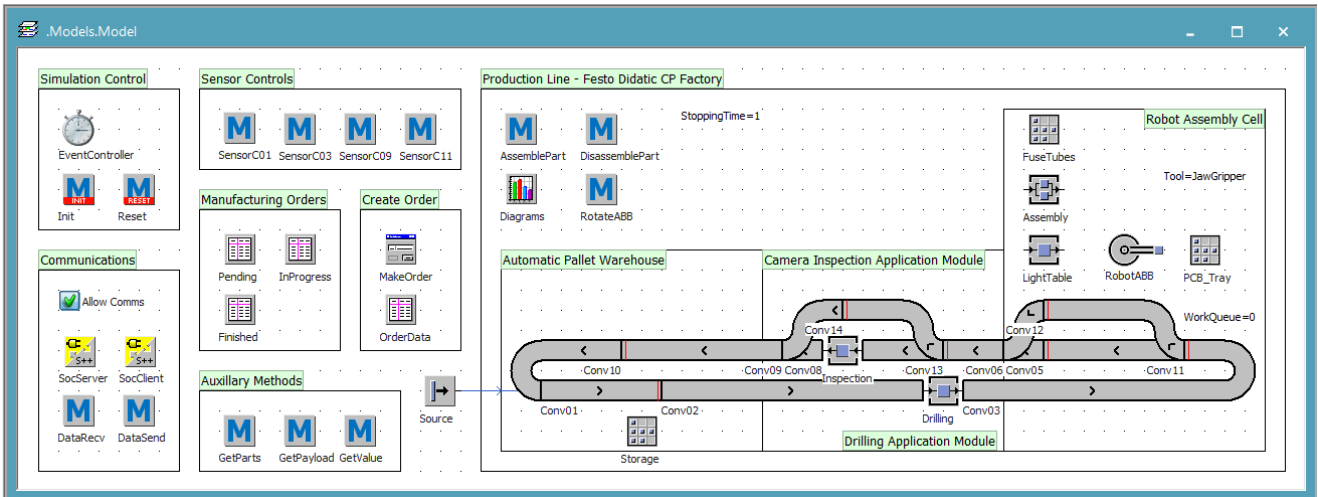 .Models.Model
Simulation Control
EventController
INIT
RESET
Init
Reset
Communications
Allow Comms
S++
S++
SocServer
SocClient
M
M
DataRecv
DataSend
Sensor Controls
M
M
M
M
SensorC01
SensorC03
SensorC09
SensorC11
Manufacturing Orders
Pending
InProgress
Finished
Create Order
MakeOrder
OrderData
Auxillary Methods
M
M
M
GetParts
GetPayload
GetValue
Source
Production Line - Festo Didatic CP Factory
M
M
StoppingTime=1
AssemblePart
DisassemblePart
M
Diagrams
RotateABB
Robot Assembly Cell
FuseTubes
Tool=JawGripper
Assembly
LightTable
RobotABB
PCB_Tray
WorkQueue=0
Automatic Pallet Warehouse
Camera Inspection Application Module
Conv14
Conv12
Conv10
Conv09
Conv08
Inspection
Conv13
Conv06
Conv05
Conv11
Conv01
Conv02
Drilling
Conv03
Storage
Drilling Application Module